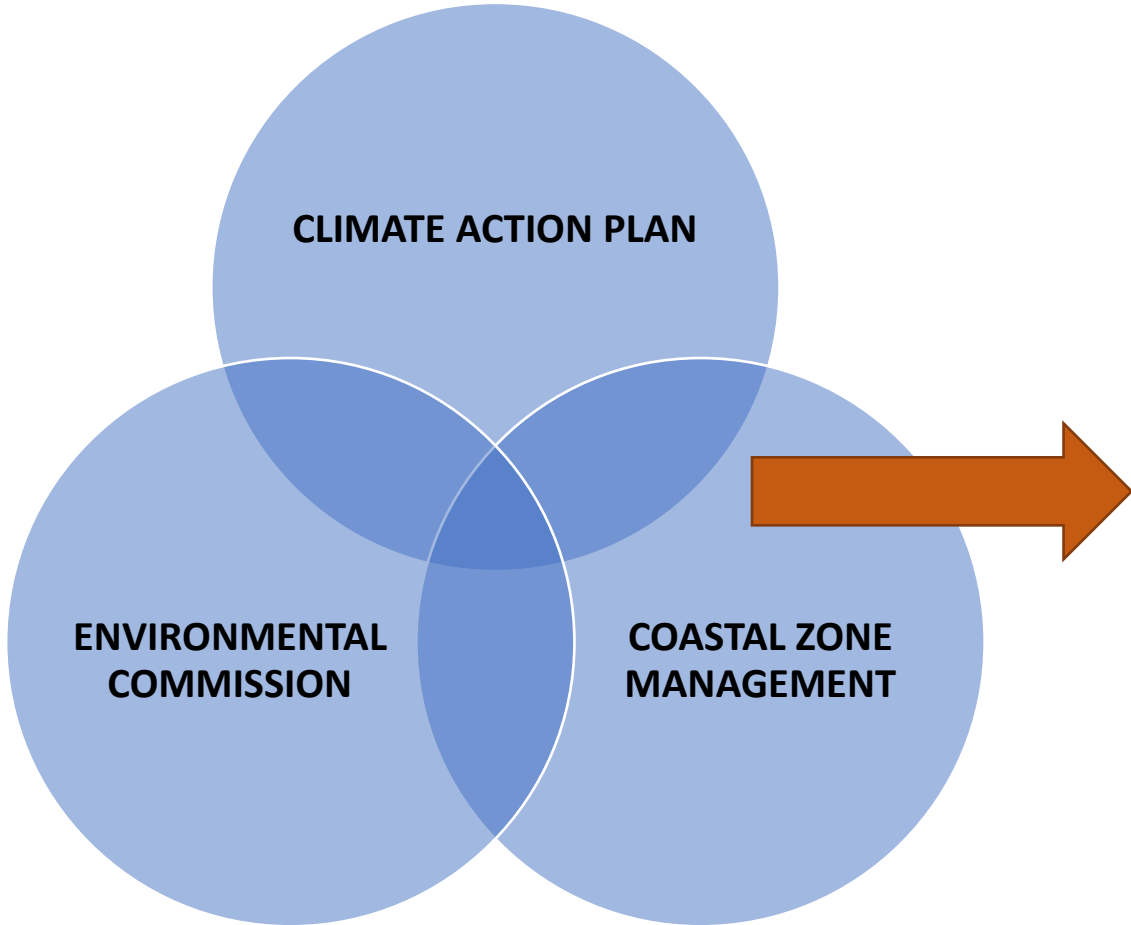 CLIMATE ACTION PLAN
ENVIRONMENTAL
COMMISSION
COASTAL ZONE
MANAGEMENT